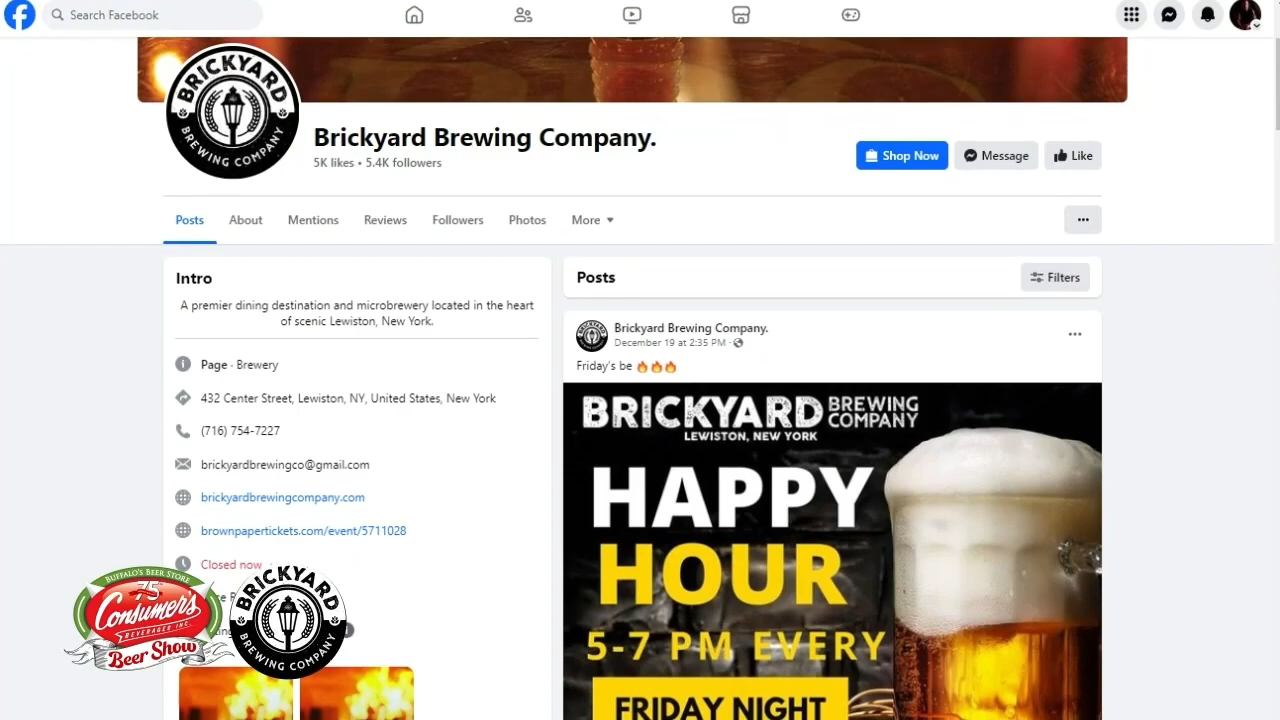 Search Facebook
BRICKYARD
BREWING COMPANY
Brickyard Brewing Company.
5K likes • 5.4K followers
Shop Now
Message
Like
Posts
About
Mentions
Reviews
Followers
Photos
More
Intro
A premier dining destination and microbrewery located in the heart
of scenic Lewiston, New York.
Page · Brewery
432 Center Street, Lewiston, NY, United States, New York
(716) 754-7227
brickyardbrewingco@gmail.com
brickyardbrewingcompany.com
brownpapertickets.com/event/5711028
Closed now
Posts
Filters
Brickyard Brewing Company.
December 19 at 2:35 PM ·
Friday's be 🔥🔥🔥
BRICKYARD BREWING
COMPANY
LEWISTON, NEW YORK
HAPPY
HOUR
5-7 PM EVERY
FRIDAY NIGHT
BUFFALO'S BEER STORE
75
Consumer's
BEVERAGES INC.
Beer Show
BRICKYARD
BREWING COMPANY